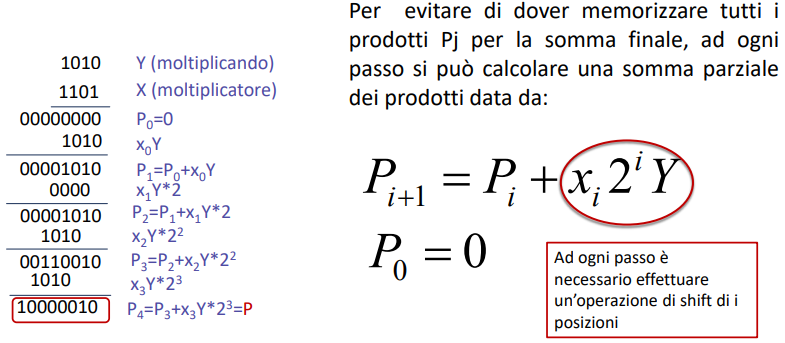 1010 Y (moltiplicando)
1101 X (moltiplicatore)
00000000 P₀=0
1010 x₀Y
00001010 P₁=P₀+x₀Y
0000 x₁Y*2
00001010 P₂=P₁+x₁Y*2
1010 x₂Y*2²
00110010 P₃=P₂+x₂Y*2²
1010 x₃Y*2³
10000010 P₄=P₃+x₃Y*2³=P
Per evitare di dover memorizzare tutti i
prodotti Pj per la somma finale, ad ogni
passo si può calcolare una somma parziale
dei prodotti data da:
Pᵢ₊₁ = Pᵢ + xᵢ2ⁱY
P₀ = 0
Ad ogni passo è
necessario effettuare
un'operazione di shift di i
posizioni